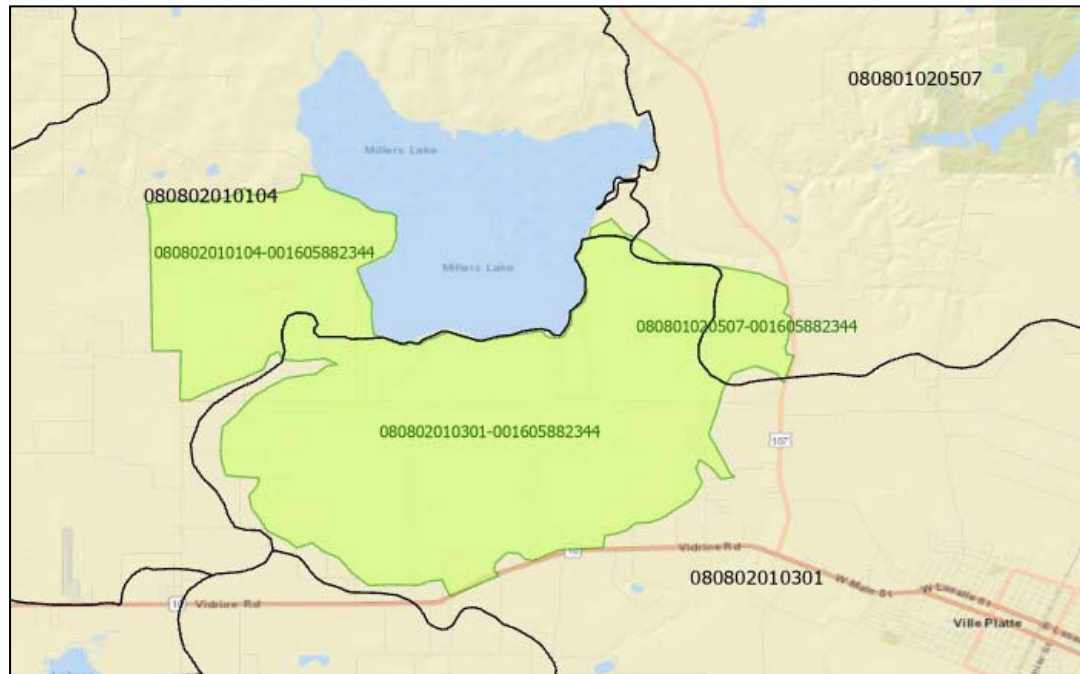 080801020507
Millers Lake
080802010104
080802010104-001605882344
Millers Lake
080801020507-001605882344
080802010301-001605882344
167
10
Vidrine Rd
080802010301
W Main St
W Lasalle St
Vidrine Rd
Ville Platte